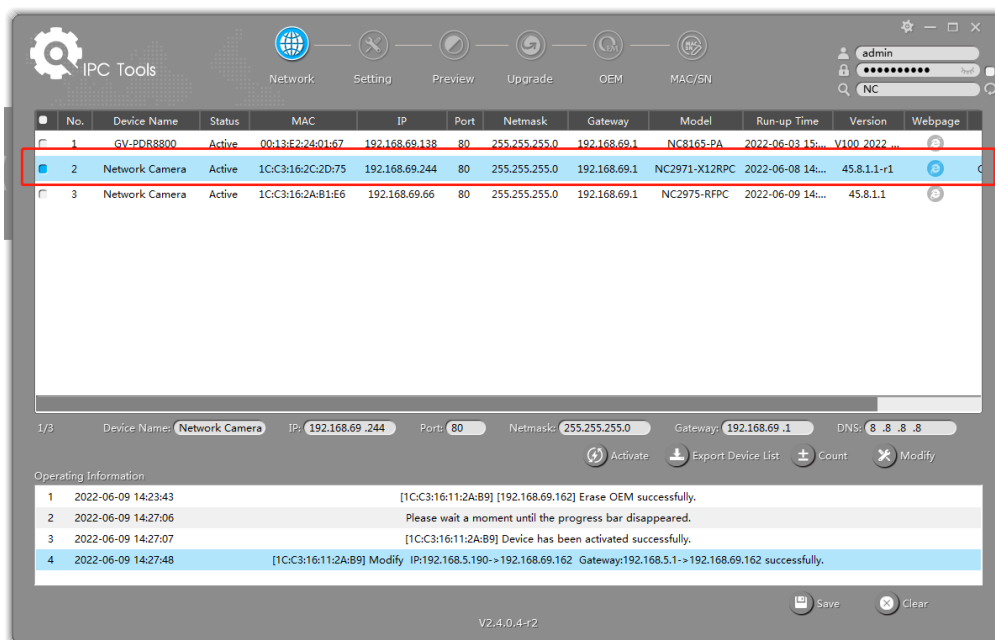 IPC Tools
Network Setting Preview Upgrade OEM MAC/SN
admin
NC
No. Device Name Status MAC IP Port Netmask Gateway Model Run-up Time Version Webpage
1 GV-PDR8800 Active 00:13:E2:24:01:67 192.168.69.138 80 255.255.255.0 192.168.69.1 NC8165-PA 2022-06-03 15:... V100 2022 ...
2 Network Camera Active 1C:C3:16:2C:2D:75 192.168.69.244 80 255.255.255.0 192.168.69.1 NC2971-X12RPC 2022-06-08 14:... 45.8.1.1-r1
3 Network Camera Active 1C:C3:16:2A:B1:E6 192.168.69.66 80 255.255.255.0 192.168.69.1 NC2975-RFPC 2022-06-09 14:... 45.8.1.1
1/3 Device Name: Network Camera IP: 192.168.69 .244 Port: 80 Netmask: 255.255.255.0 Gateway: 192.168.69 .1 DNS: 8 .8 .8 .8
Activate Export Device List Count Modify
Operating Information
1 2022-06-09 14:23:43 [1C:C3:16:11:2A:B9] [192.168.69.162] Erase OEM successfully.
2 2022-06-09 14:27:06 Please wait a moment until the progress bar disappeared.
3 2022-06-09 14:27:07 [1C:C3:16:11:2A:B9] Device has been activated successfully.
4 2022-06-09 14:27:48 [1C:C3:16:11:2A:B9] Modify IP:192.168.5.190->192.168.69.162 Gateway:192.168.5.1->192.168.69.162 successfully.
Save Clear
V2.4.0.4-r2